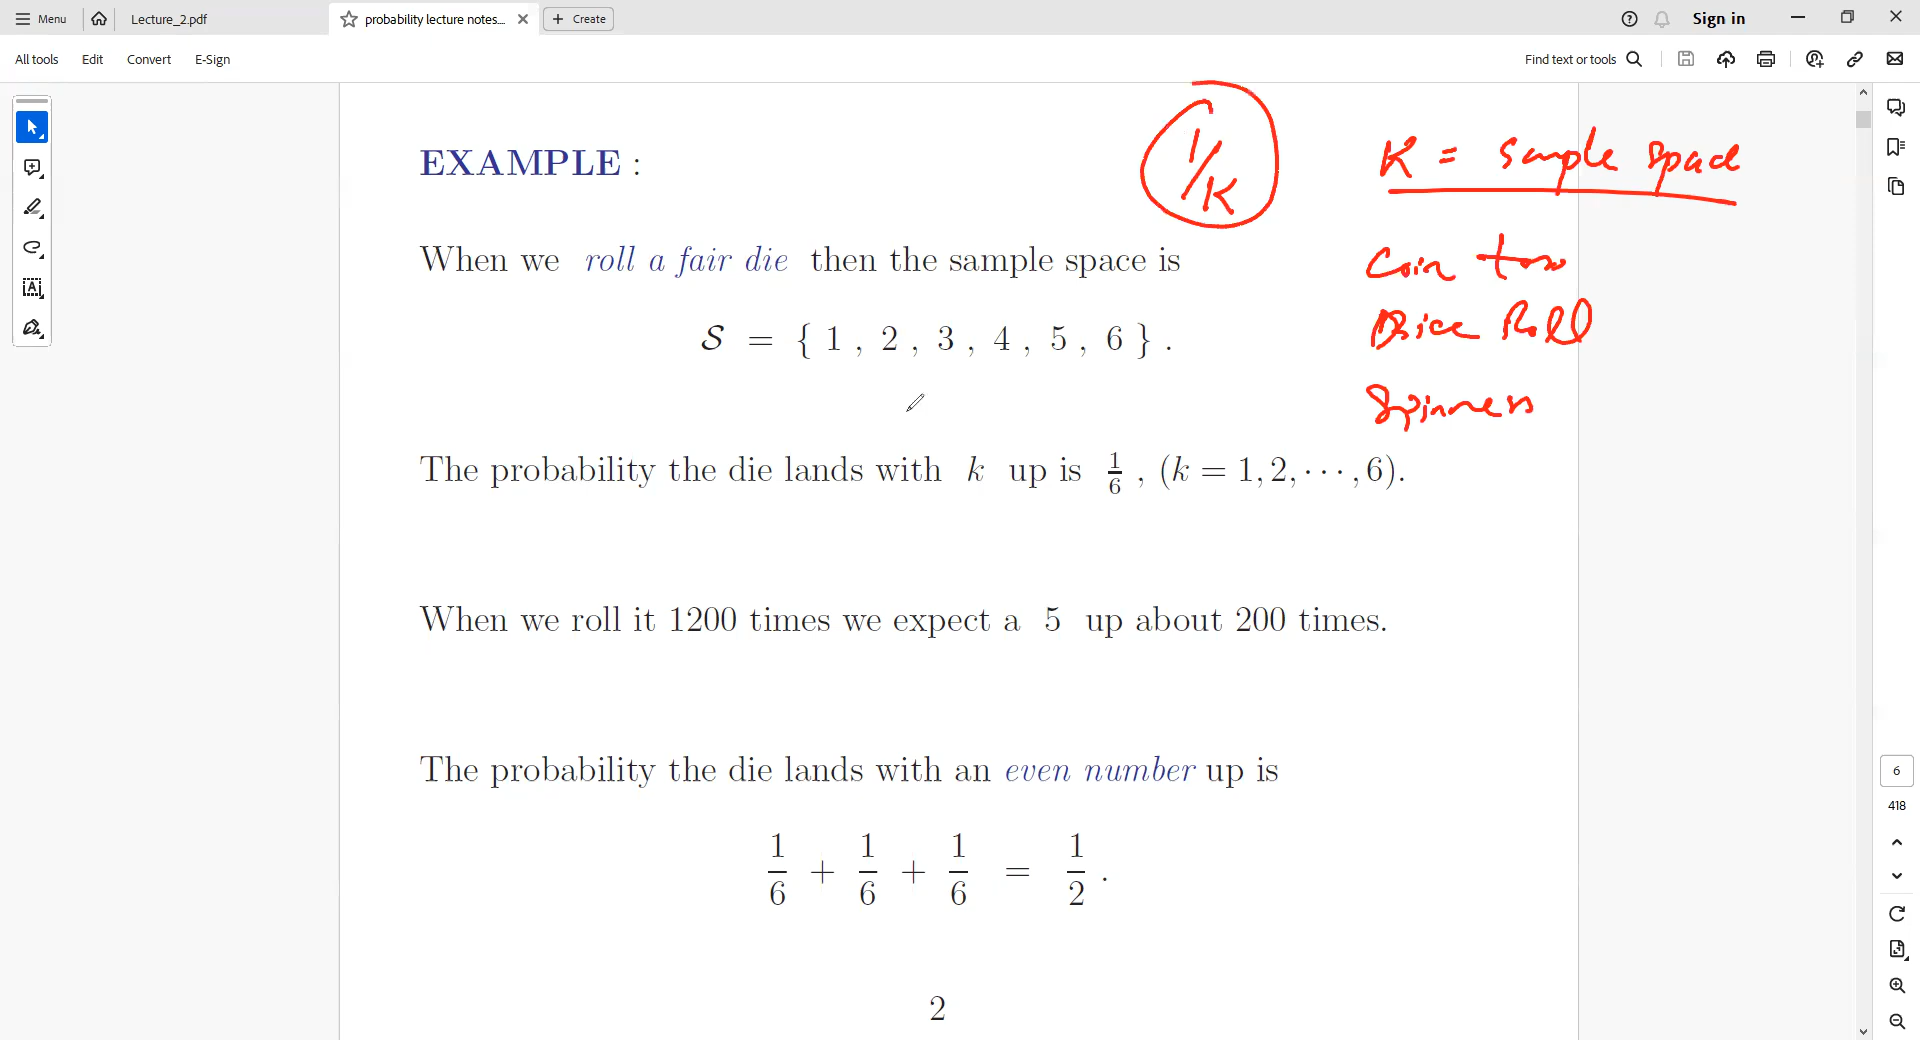 Menu Lecture_2.pdf probability lecture notes... Create Sign in
All tools Edit Convert E-Sign Find text or tools
EXAMPLE :
1/K
K = Sample Space
When we roll a fair die then the sample space is
Coin toss
S = { 1 , 2 , 3 , 4 , 5 , 6 } .
Dice Roll
Spinners
The probability the die lands with k up is 1/6 , (k = 1, 2, ··· , 6).
When we roll it 1200 times we expect a 5 up about 200 times.
The probability the die lands with an even number up is
1/6 + 1/6 + 1/6 = 1/2 .
2
6
418